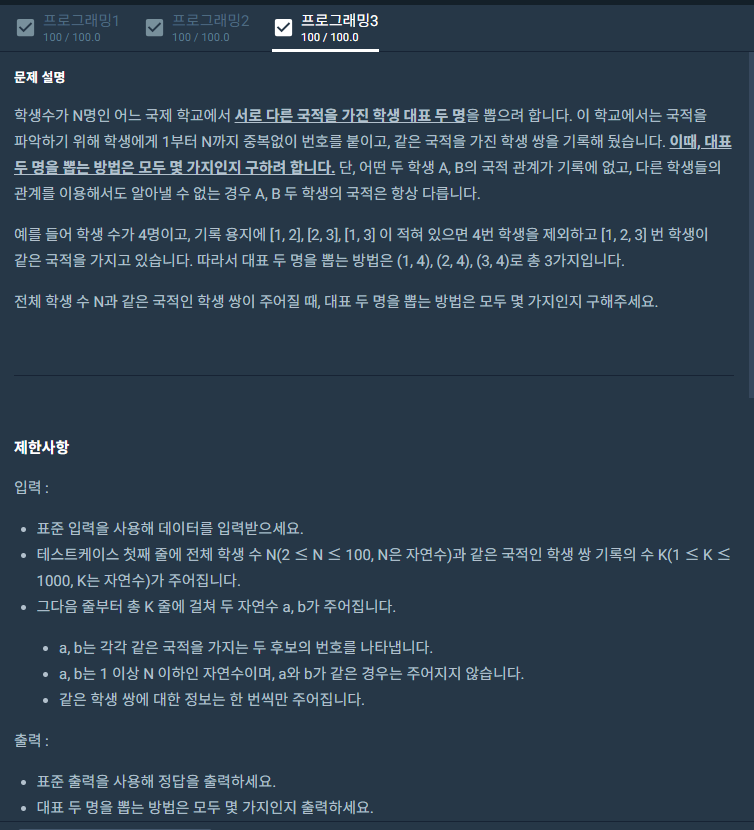 프로그래밍1
100 / 100.0
프로그래밍2
100 / 100.0
프로그래밍3
100 / 100.0
문제 설명
학생수가 N명인 어느 국제 학교에서 서로 다른 국적을 가진 학생 대표 두 명을 뽑으려 합니다. 이 학교에서는 국적을
파악하기 위해 학생에게 1부터 N까지 중복없이 번호를 붙이고, 같은 국적을 가진 학생 쌍을 기록해 뒀습니다. 이때, 대표
두 명을 뽑는 방법은 모두 몇 가지인지 구하려 합니다. 단, 어떤 두 학생 A, B의 국적 관계가 기록에 없고, 다른 학생들의
관계를 이용해서도 알아낼 수 없는 경우 A, B 두 학생의 국적은 항상 다릅니다.
예를 들어 학생 수가 4명이고, 기록 용지에 [1, 2], [2, 3], [1, 3] 이 적혀 있으면 4번 학생을 제외하고 [1, 2, 3] 번 학생이
같은 국적을 가지고 있습니다. 따라서 대표 두 명을 뽑는 방법은 (1, 4), (2, 4), (3, 4)로 총 3가지입니다.
전체 학생 수 N과 같은 국적인 학생 쌍이 주어질 때, 대표 두 명을 뽑는 방법은 모두 몇 가지인지 구해주세요.
제한사항
입력 :
표준 입력을 사용해 데이터를 입력받으세요.
테스트케이스 첫째 줄에 전체 학생 수 N(2 ≤ N ≤ 100, N은 자연수)과 같은 국적인 학생 쌍 기록의 수 K(1 ≤ K ≤
1000, K는 자연수)가 주어집니다.
그다음 줄부터 총 K 줄에 걸쳐 두 자연수 a, b가 주어집니다.
a, b는 각각 같은 국적을 가지는 두 후보의 번호를 나타냅니다.
a, b는 1 이상 N 이하인 자연수이며, a와 b가 같은 경우는 주어지지 않습니다.
같은 학생 쌍에 대한 정보는 한 번씩만 주어집니다.
출력 :
표준 출력을 사용해 정답을 출력하세요.
대표 두 명을 뽑는 방법은 모두 몇 가지인지 출력하세요.